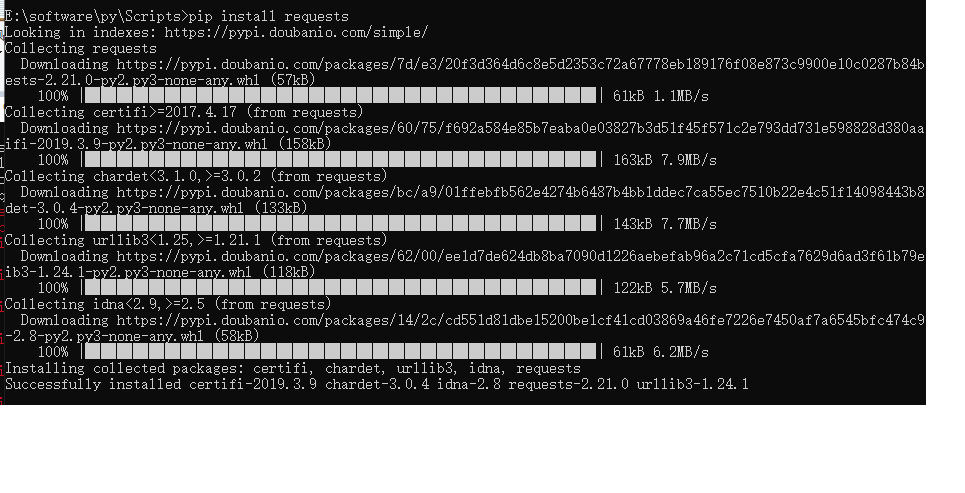 E:\software\py\Scripts>pip install requests
Looking in indexes: https://pypi.doubanio.com/simple/
Collecting requests
  Downloading https://pypi.doubanio.com/packages/7d/e3/20f3d364d6c8e5d2353c72a67778eb189176f08e873c9900e10c0287b84b
ests-2.21.0-py2.py3-none-any.whl (57kB)
    100% || 61kB 1.1MB/s
Collecting certifi>=2017.4.17 (from requests)
  Downloading https://pypi.doubanio.com/packages/60/75/f692a584e85b7eaba0e03827b3d51f45f571c2e793dd731e598828d380aa
ifi-2019.3.9-py2.py3-none-any.whl (158kB)
    100% || 163kB 7.9MB/s
Collecting chardet<3.1.0,>=3.0.2 (from requests)
  Downloading https://pypi.doubanio.com/packages/bc/a9/01ffebfb562e4274b6487b4bb1ddec7ca55ec7510b22e4c51f14098443b8
det-3.0.4-py2.py3-none-any.whl (133kB)
    100% || 143kB 7.7MB/s
Collecting urllib3<1.25,>=1.21.1 (from requests)
  Downloading https://pypi.doubanio.com/packages/62/00/ee1d7de624db8ba7090d1226aebefab96a2c71cd5cfa7629d6ad3f61b79e
ib3-1.24.1-py2.py3-none-any.whl (118kB)
    100% || 122kB 5.7MB/s
Collecting idna<2.9,>=2.5 (from requests)
  Downloading https://pypi.doubanio.com/packages/14/2c/cd551d81dbe15200be1cf41cd03869a46fe7226e7450af7a6545bfc474c9
-2.8-py2.py3-none-any.whl (58kB)
    100% || 61kB 6.2MB/s
Installing collected packages: certifi, chardet, urllib3, idna, requests
Successfully installed certifi-2019.3.9 chardet-3.0.4 idna-2.8 requests-2.21.0 urllib3-1.24.1